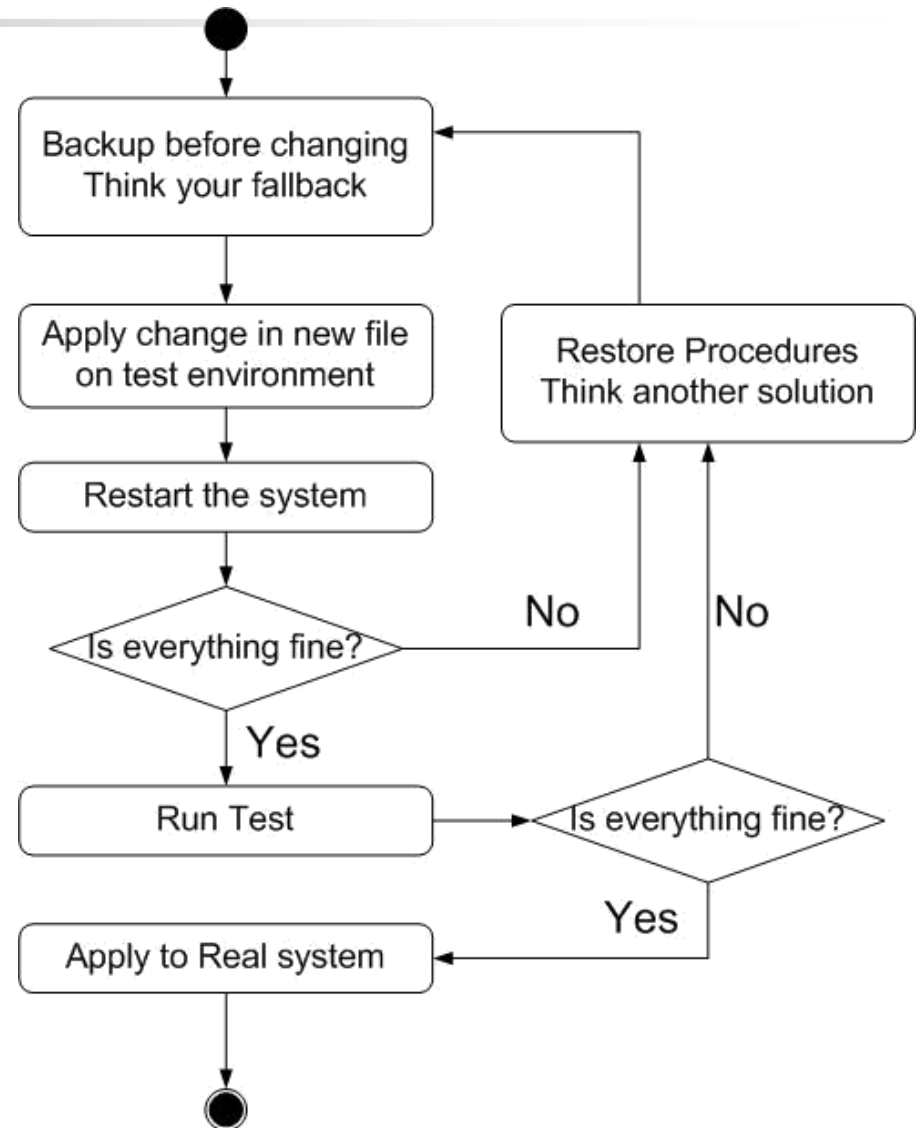 Backup before changing
Think your fallback
Apply change in new file
on test environment
Restore Procedures
Think another solution
Restart the system
Is everything fine?
No
No
Yes
Run Test
Is everything fine?
Yes
Apply to Real system